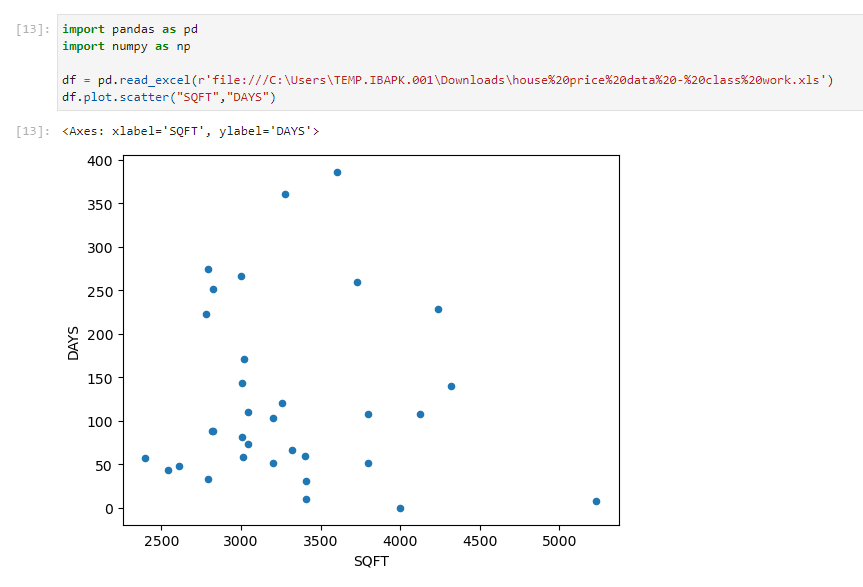 [13]: import pandas as pd
import numpy as np
df = pd.read_excel(r'file:///C:\Users\TEMP.IBAPK.001\Downloads\house%20price%20data%20-%20class%20work.xls')
df.plot.scatter("SQFT","DAYS")
[13]: <Axes: xlabel='SQFT', ylabel='DAYS'>
400
350
300
250
200
150
100
50
0
DAYS
2500 3000 3500 4000 4500 5000
SQFT